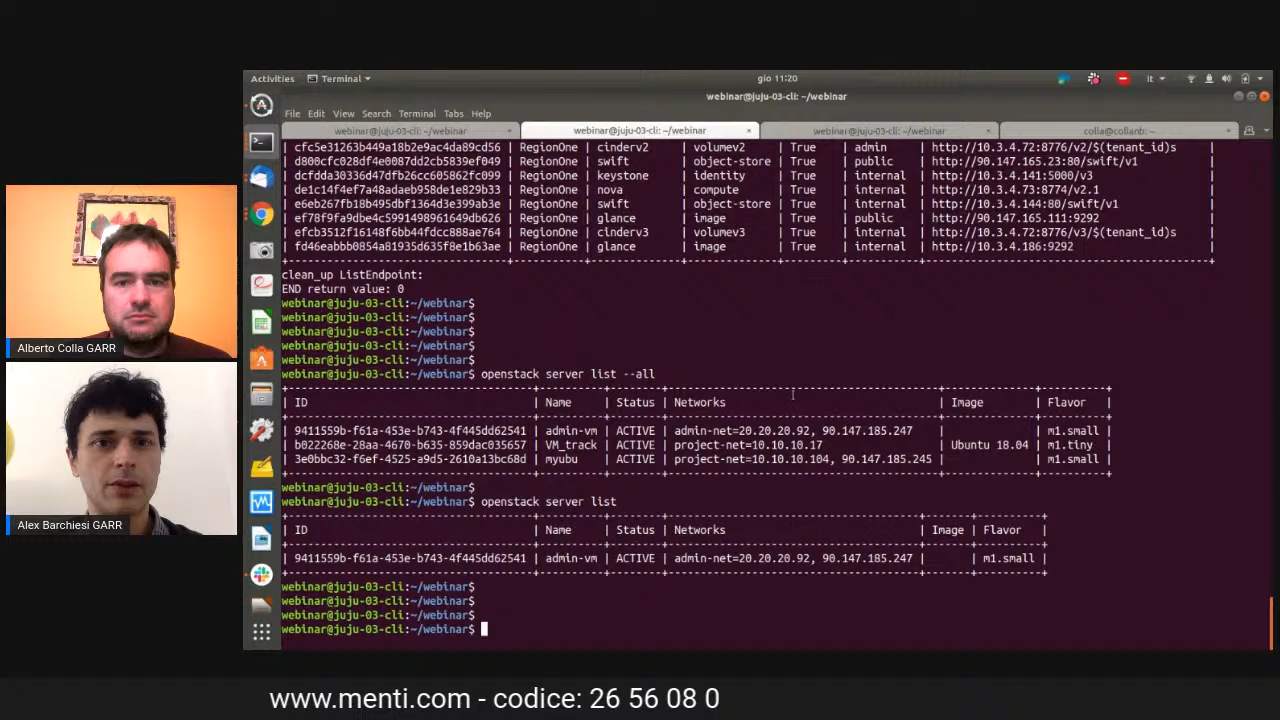 Activities Terminal gio 11:20 it
webinar@juju-03-cli: ~/webinar
File Edit View Search Terminal Tabs Help
webinar@juju-03-cli: ~/webinar × webinar@juju-03-cli: ~/webinar × webinar@juju-03-cli: ~/webinar × colla@collanb: ~ ×
| cfc5e31263b449a18b2e9ac4da89cd56 | RegionOne | cinderv2 | volumev2 | True | admin | http://10.3.4.72:8776/v2/$(tenant_id)s |
| d800cfc028df4e0087dd2cb5839ef049 | RegionOne | swift | object-store | True | public | http://90.147.165.23:80/swift/v1 |
| dcfdda30336d47dfb26cc605862fc099 | RegionOne | keystone | identity | True | internal | http://10.3.4.141:5000/v3 |
| de1c14f4ef7a48adaeb958de1e829b33 | RegionOne | nova | compute | True | internal | http://10.3.4.73:8774/v2.1 |
| e6eb267fb18d495dbf1364d3e399ab3e | RegionOne | swift | object-store | True | internal | http://10.3.4.144:80/swift/v1 |
| ef78f9fa9dbe4c5991498961649db626 | RegionOne | glance | image | True | public | http://90.147.165.111:9292 |
| efcb3512f16148f6bb44fdcc888ae764 | RegionOne | cinderv3 | volumev3 | True | internal | http://10.3.4.72:8776/v3/$(tenant_id)s |
| fd46eabbb0854a81935d635f8e1b63ae | RegionOne | glance | image | True | internal | http://10.3.4.186:9292 |
clean_up ListEndpoint:
END return value: 0
webinar@juju-03-cli:~/webinar$
webinar@juju-03-cli:~/webinar$
webinar@juju-03-cli:~/webinar$
webinar@juju-03-cli:~/webinar$
webinar@juju-03-cli:~/webinar$
webinar@juju-03-cli:~/webinar$ openstack server list --all
| ID | Name | Status | Networks | Image | Flavor |
| 9411559b-f61a-453e-b743-4f445dd62541 | admin-vm | ACTIVE | admin-net=20.20.20.92, 90.147.185.247 | | m1.small |
| b022268e-28aa-4670-b635-859dac035657 | VM_track | ACTIVE | project-net=10.10.10.17 | Ubuntu 18.04 | m1.tiny |
| 3e0bbc32-f6ef-4525-a9d5-2610a13bc68d | myubu | ACTIVE | project-net=10.10.10.104, 90.147.185.245 | | m1.small |
webinar@juju-03-cli:~/webinar$
webinar@juju-03-cli:~/webinar$ openstack server list
| ID | Name | Status | Networks | Image | Flavor |
| 9411559b-f61a-453e-b743-4f445dd62541 | admin-vm | ACTIVE | admin-net=20.20.20.92, 90.147.185.247 | | m1.small |
webinar@juju-03-cli:~/webinar$
webinar@juju-03-cli:~/webinar$
webinar@juju-03-cli:~/webinar$
webinar@juju-03-cli:~/webinar$
Alberto Colla GARR
Alex Barchiesi GARR
www.menti.com - codice: 26 56 08 0